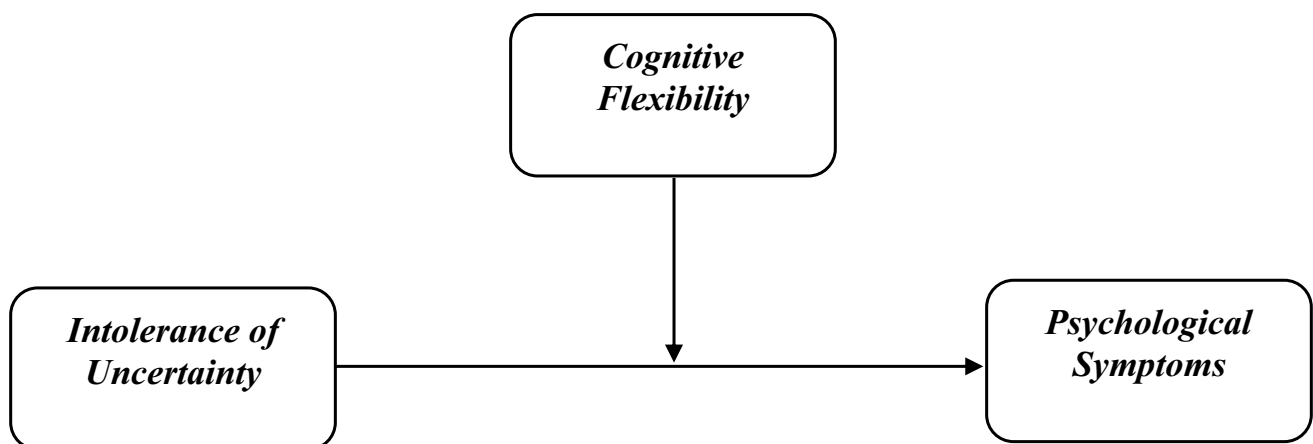 Cognitive
Flexibility
Intolerance of
Uncertainty
Psychological
Symptoms